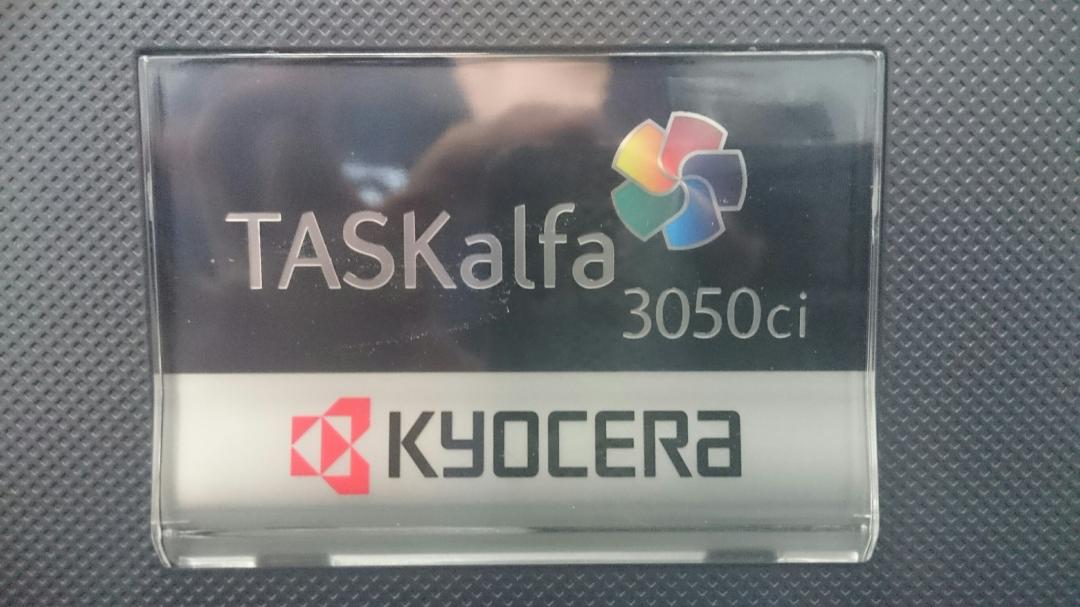 TASKalfa
3050ci
KYOCERA